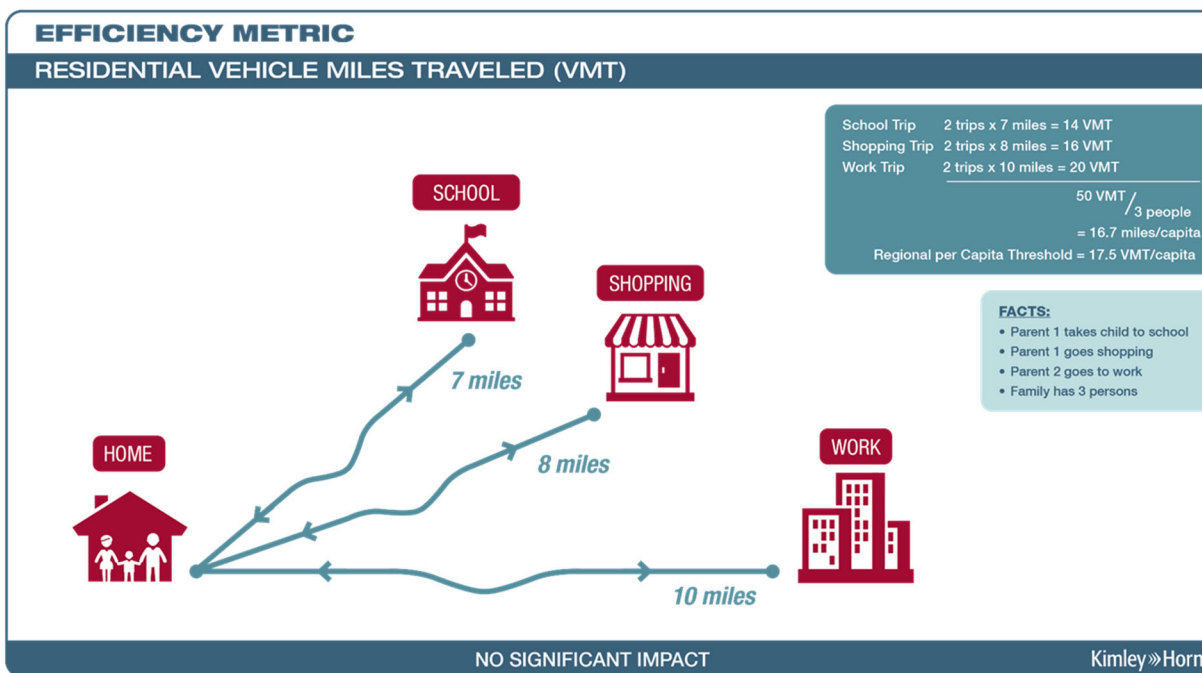 EFFICIENCY METRIC
RESIDENTIAL VEHICLE MILES TRAVELED (VMT)
School Trip 2 trips x 7 miles = 14 VMT
Shopping Trip 2 trips x 8 miles = 16 VMT
Work Trip 2 trips x 10 miles = 20 VMT
50 VMT/3 people
= 16.7 miles/capita
Regional per Capita Threshold = 17.5 VMT/capita
FACTS:
• Parent 1 takes child to school
• Parent 1 goes shopping
• Parent 2 goes to work
• Family has 3 persons
SCHOOL
SHOPPING
7 miles
HOME
WORK
8 miles
10 miles
NO SIGNIFICANT IMPACT
Kimley»Horn